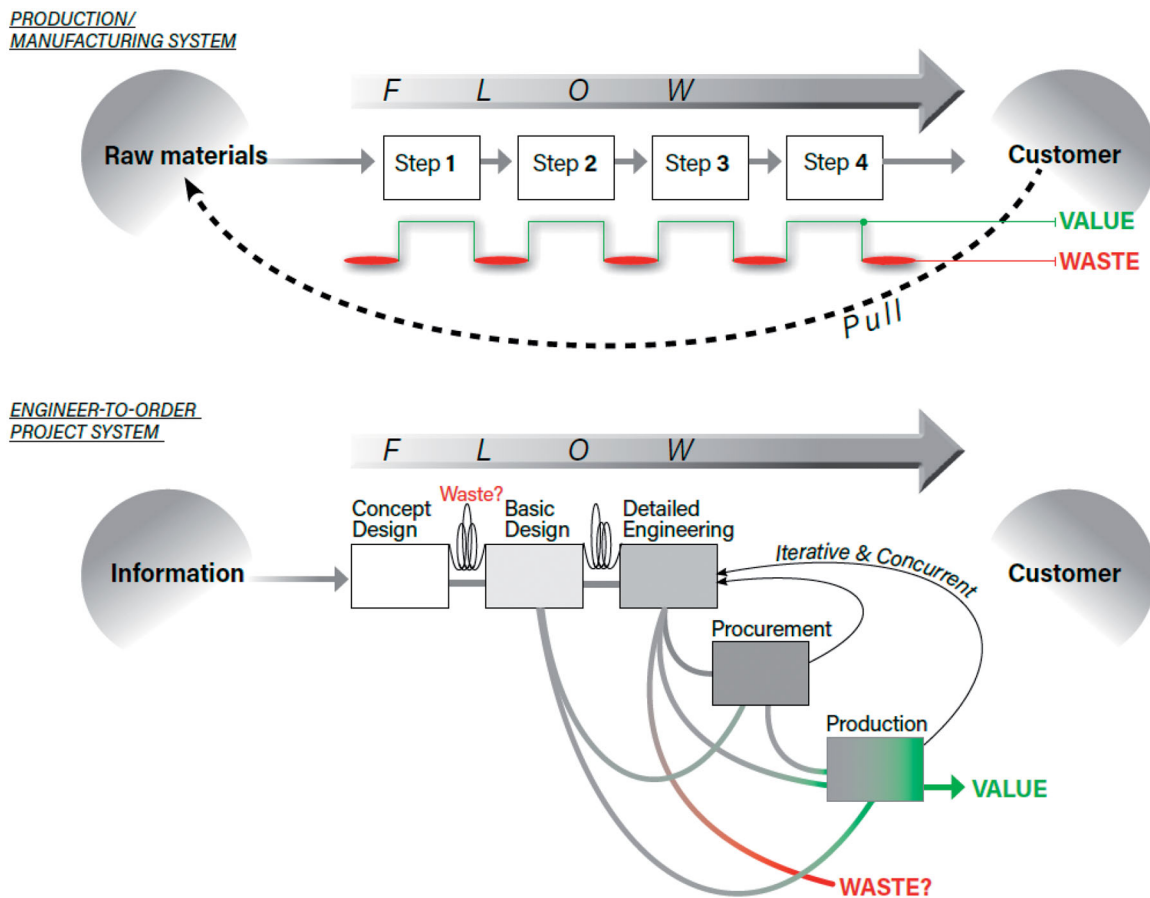 PRODUCTION/
MANUFACTURING SYSTEM
F L O W
Raw materials
Step 1
Step 2
Step 3
Step 4
Customer
VALUE
WASTE
Pull
ENGINEER-TO-ORDER
PROJECT SYSTEM
F L O W
Waste?
Concept
Design
Basic
Design
Detailed
Engineering
Information
Iterative & Concurrent
Customer
Procurement
Production
VALUE
WASTE?